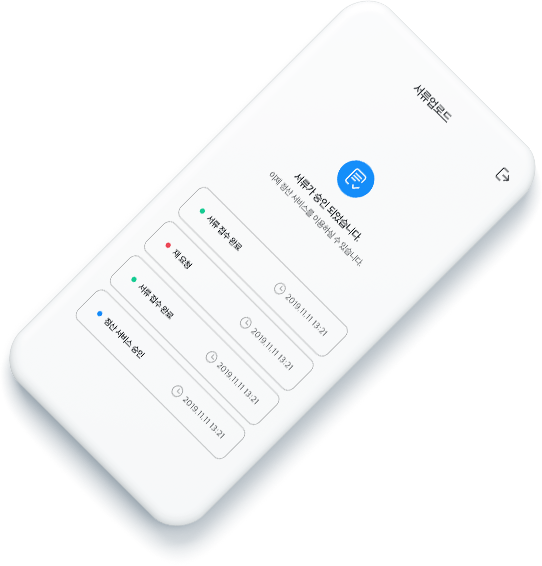 서류업로드
서류가 승인 되었습니다.
이제 정산 서비스를 이용하실 수 있습니다.
서류 접수 완료
2019.11.11 13:21
재 요청
2019.11.11 13:21
서류 접수 완료
2019.11.11 13:21
정산 서비스 승인
2019.11.11 13:21